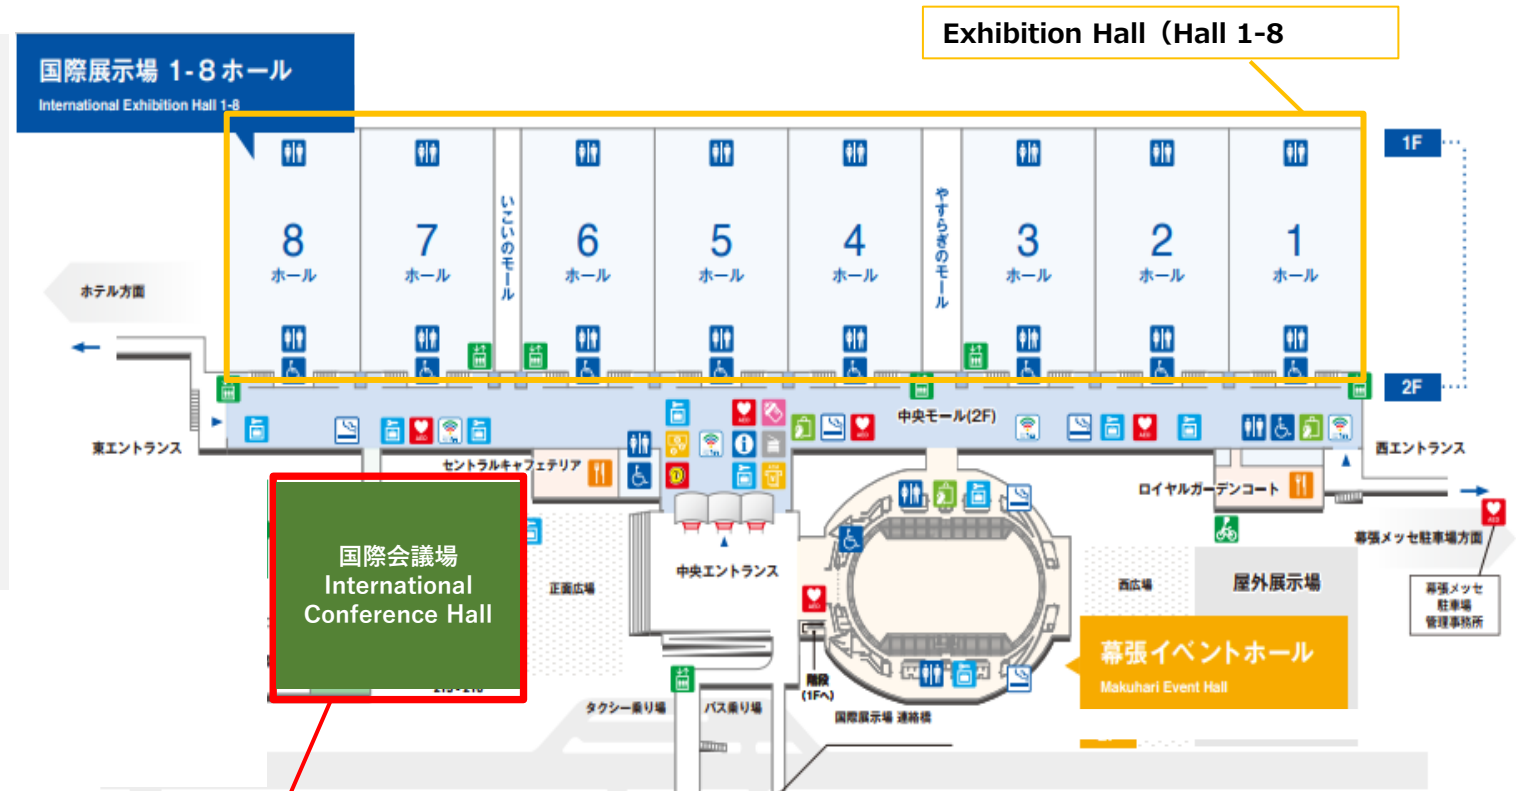 Exhibition Hall（Hall 1-8
国際展示場 1-8ホール
International Exhibition Hall 1-8
1F
8
ホール
7
ホール
いこいのモール
6
ホール
5
ホール
4
ホール
やすらぎのモール
3
ホール
2
ホール
1
ホール
ホテル方面
2F
中央モール(2F)
東エントランス
西エントランス
セントラルキャフェテリア
ロイヤルガーデンコート
幕張メッセ駐車場方面
国際会議場
International
Conference Hall
正面広場
中央エントランス
西広場
屋外展示場
幕張メッセ
駐車場
管理事務所
幕張イベントホール
Makuhari Event Hall
階段
(1Fへ)
タクシー乗り場
バス乗り場
国際展示場 連絡橋